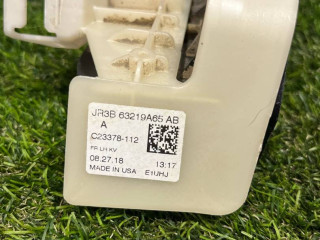 JR3B 63219A65 AB
A
C23378-112
FR LH KV
08.27.18 13:17
MADE IN USA E1UHJ